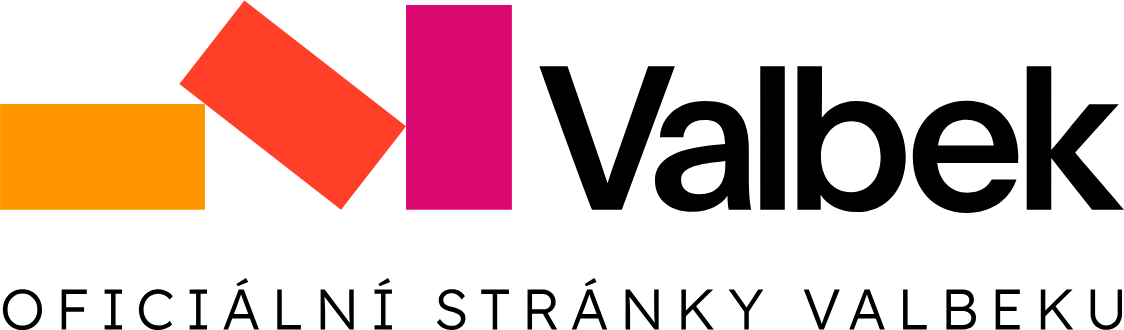 Valbek
OFICIÁLNÍ STRÁNKY VALBEKU